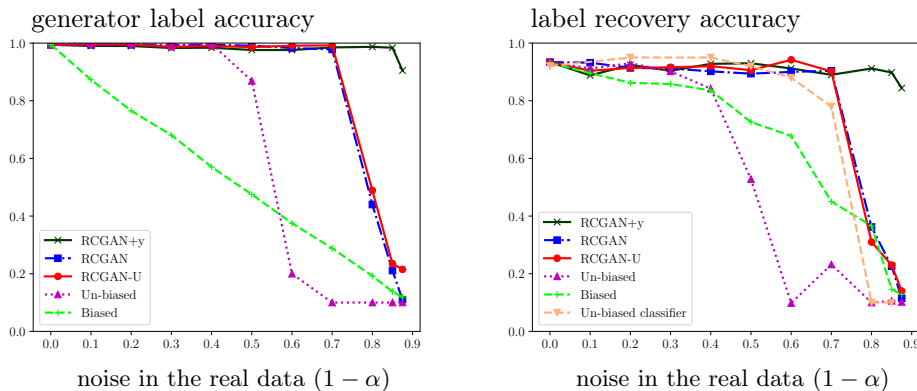 generator label accuracy
1.0
0.8
0.6
0.4
0.2
0.0
RCGAN+y
RCGAN
RCGAN-U
Un-biased
Biased
0.0 0.1 0.2 0.3 0.4 0.5 0.6 0.7 0.8 0.9
noise in the real data (1 − α)
label recovery accuracy
1.0
0.8
0.6
0.4
0.2
0.0
RCGAN+y
RCGAN
RCGAN-U
Un-biased
Biased
Un-biased classifier
0.0 0.1 0.2 0.3 0.4 0.5 0.6 0.7 0.8 0.9
noise in the real data (1 − α)